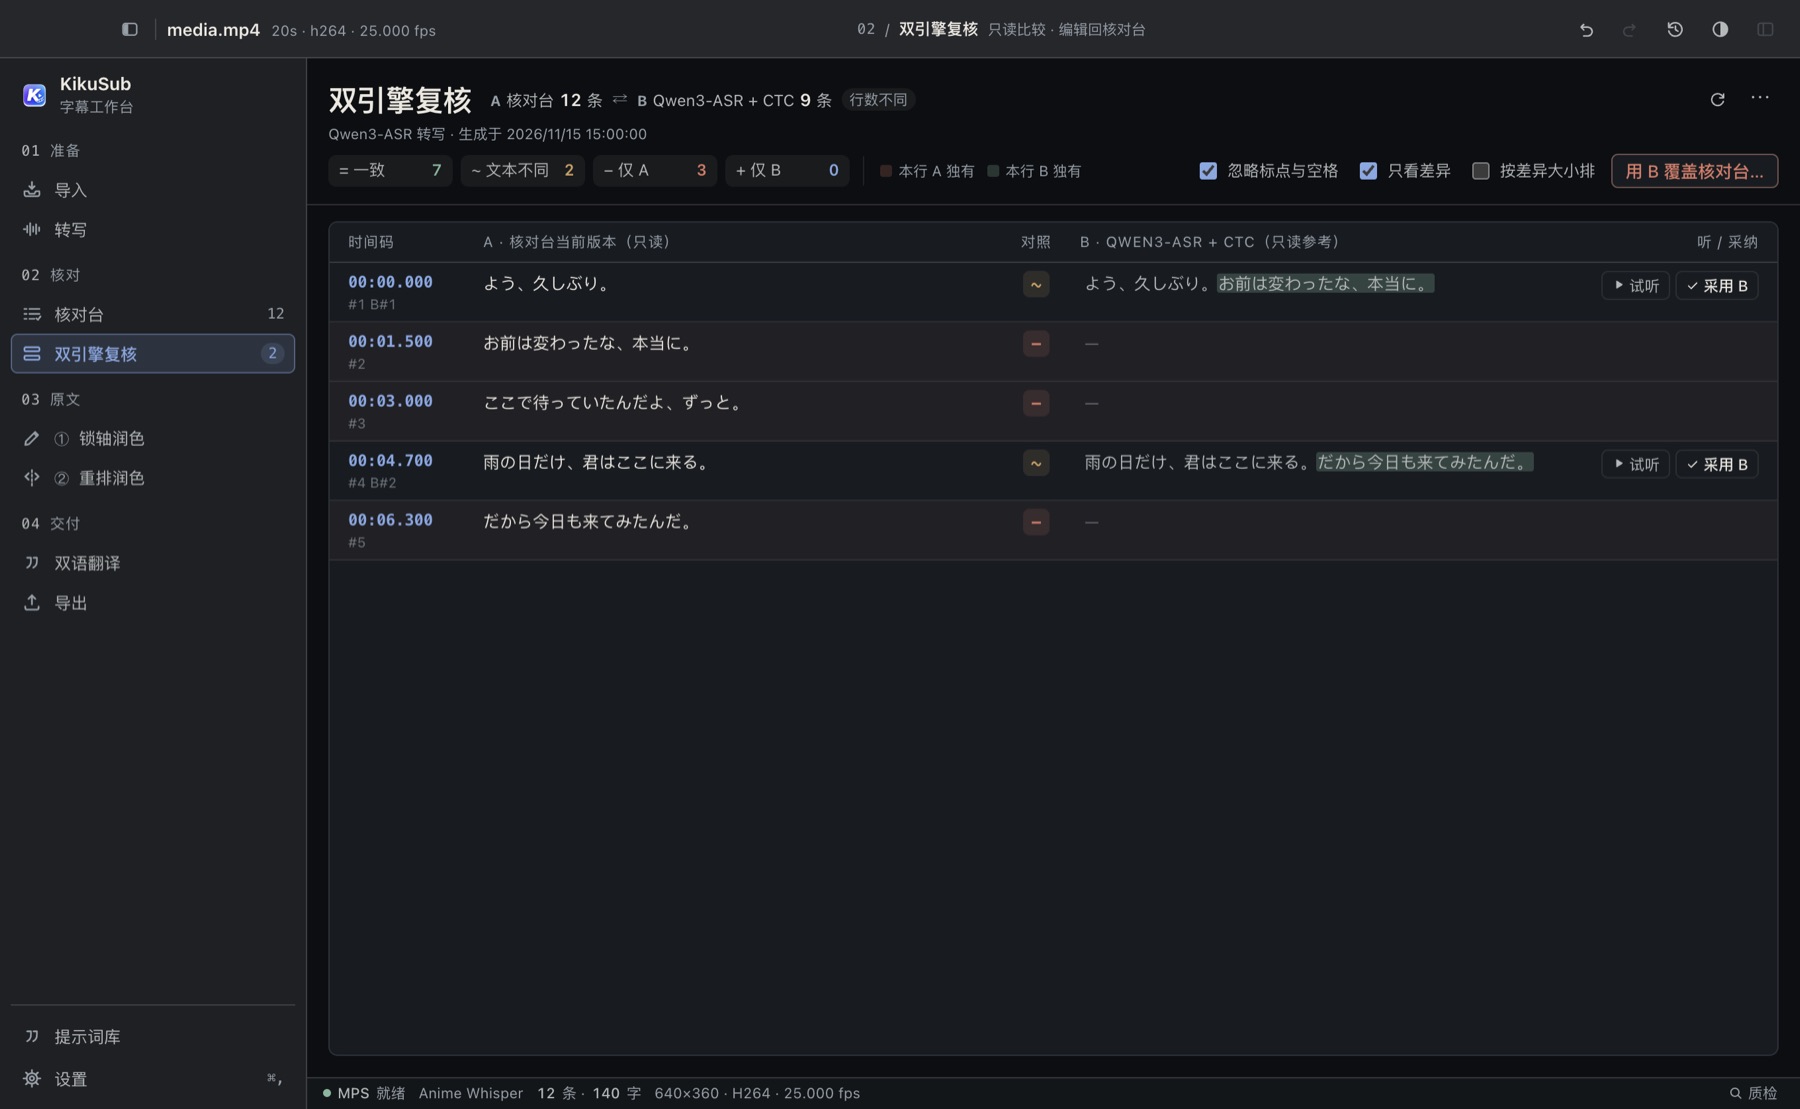 media.mp4 20s · h264 · 25.000 fps
02 / 双引擎复核 只读比较 · 编辑回核对台
KikuSub
字幕工作台
01 准备
导入
转写
02 核对
核对台 12
双引擎复核 2
03 原文
① 锁轴润色
② 重排润色
04 交付
双语翻译
导出
提示词库
设置 ⌘,
双引擎复核 A 核对台 12 条 ⇄ B Qwen3-ASR + CTC 9 条 行数不同
Qwen3-ASR 转写 · 生成于 2026/11/15 15:00:00
= 一致 7 ~ 文本不同 2 − 仅 A 3 + 仅 B 0 本行 A 独有 本行 B 独有 忽略标点与空格 只看差异 按差异大小排 用 B 覆盖核对台…
时间码 A · 核对台当前版本（只读） 对照 B · QWEN3-ASR + CTC（只读参考） 听 / 采纳
00:00.000 よう、久しぶり。 ~ よう、久しぶり。お前は変わったな、本当に。 试听 采用 B
#1 B#1
00:01.500 お前は変わったな、本当に。 − —
#2
00:03.000 ここで待っていたんだよ、ずっと。 − —
#3
00:04.700 雨の日だけ、君はここに来る。 ~ 雨の日だけ、君はここに来る。だから今日も来てみたんだ。 试听 采用 B
#4 B#2
00:06.300 だから今日も来てみたんだ。 − —
#5
MPS 就绪 Anime Whisper 12 条 · 140 字 640×360 · H264 · 25.000 fps 质检